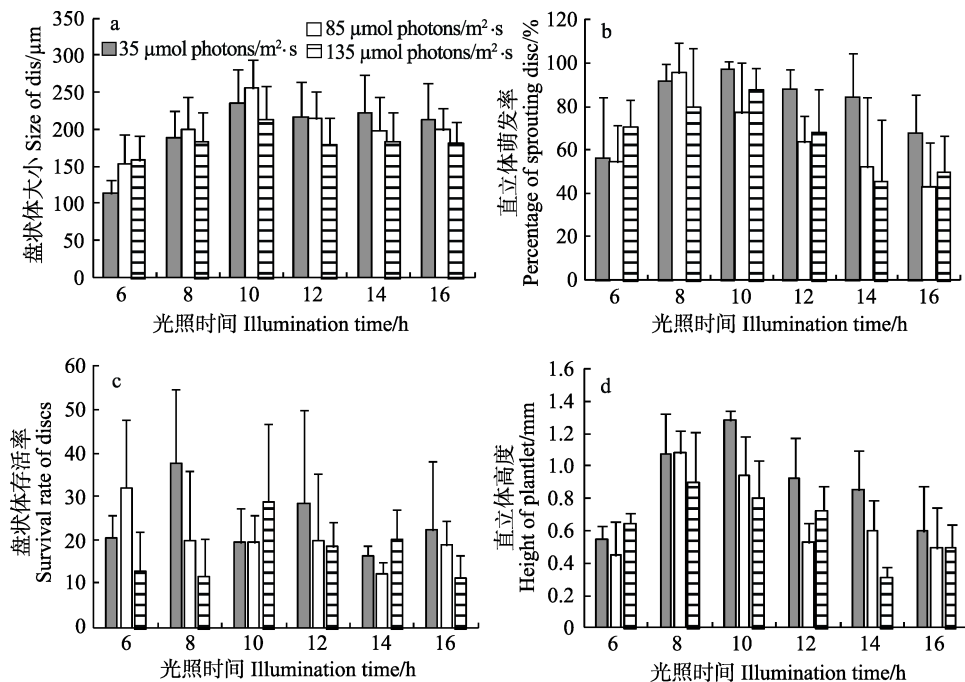 a
35 μmol photons/m²·s
85 μmol photons/m²·s
135 μmol photons/m²·s
盘状体大小 Size of dis/μm
350
300
250
200
150
100
50
0
6 8 10 12 14 16
光照时间 Illumination time/h
b
直立体萌发率
Percentage of sprouting disc/%
120
100
80
60
40
20
0
6 8 10 12 14 16
光照时间 Illumination time/h
c
盘状体存活率
Survival rate of discs
60
50
40
30
20
10
0
6 8 10 12 14 16
光照时间 Illumination time/h
d
直立体高度
Height of plantlet/mm
1.6
1.4
1.2
1.0
0.8
0.6
0.4
0.2
0
6 8 10 12 14 16
光照时间 Illumination time/h